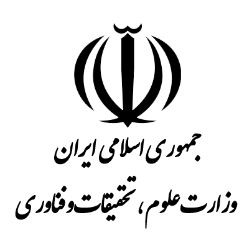 جمهوری اسلامی ایران
وزارت علوم، تحقیقات و فناوری